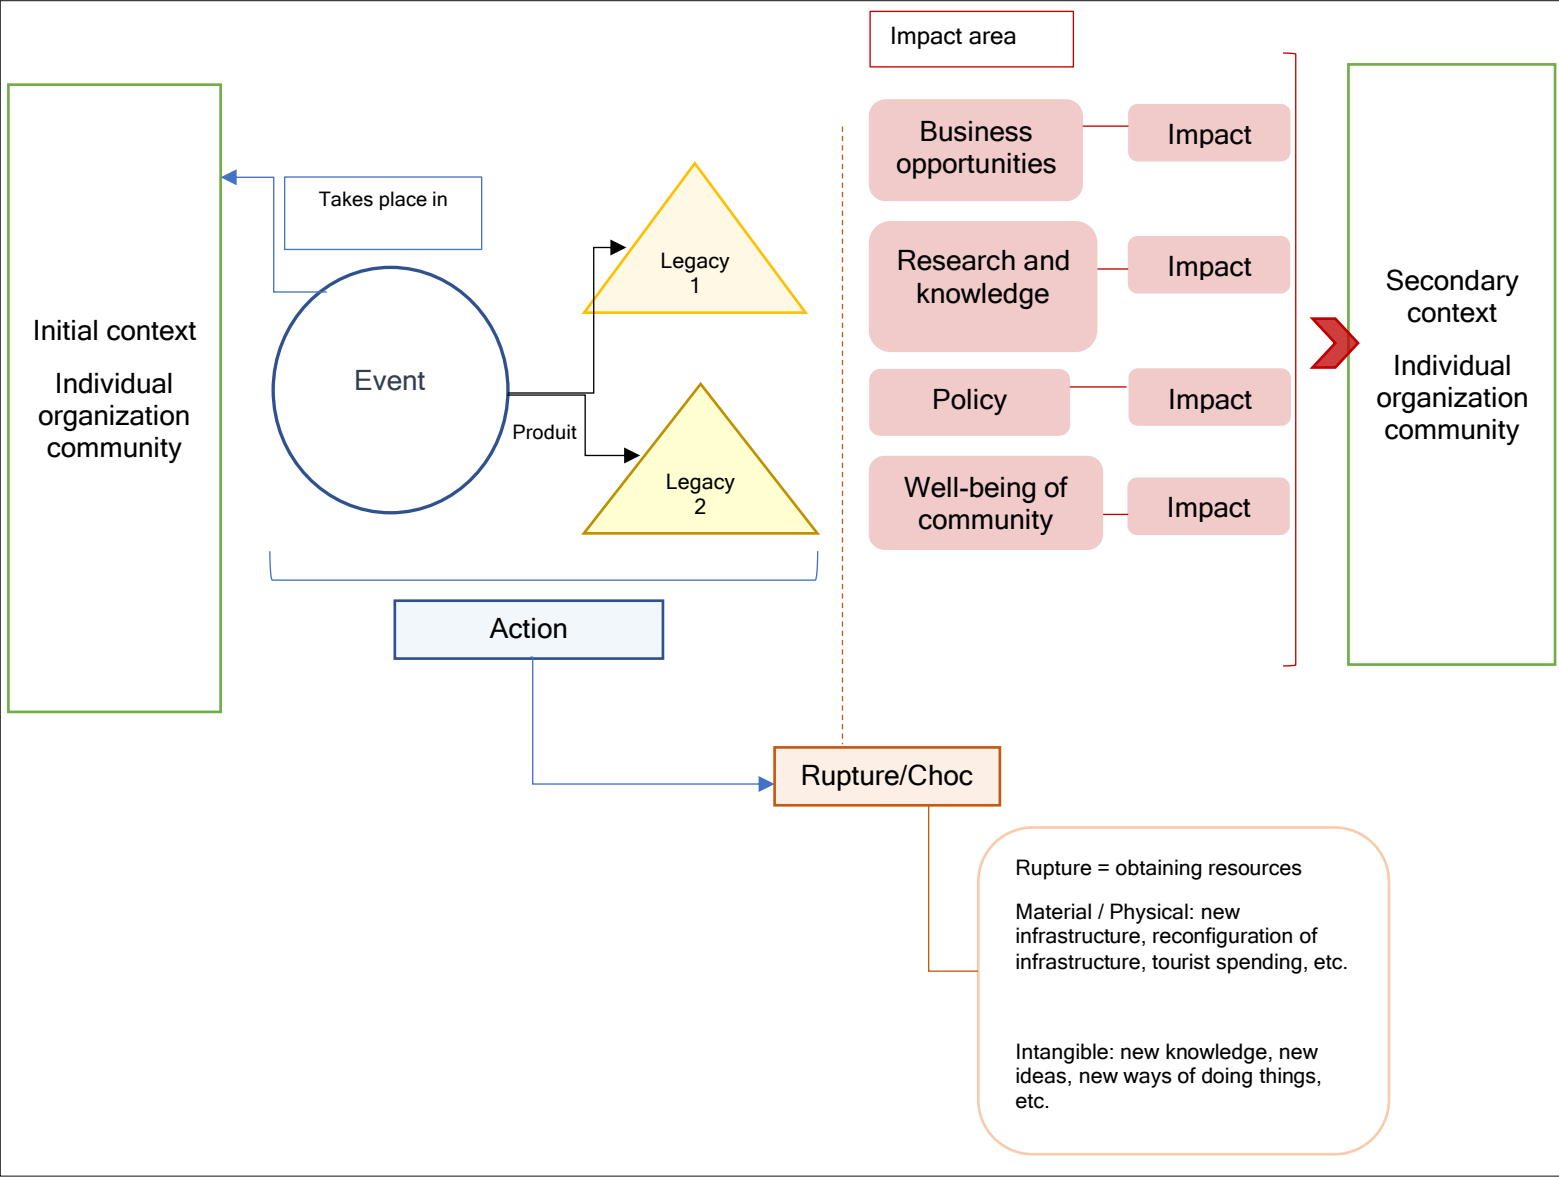 Impact area
Initial context
Individual
organization
community
Takes place in
Event
Produit
Legacy
1
Legacy
2
Action
Business
opportunities
Impact
Research and
knowledge
Impact
Policy
Impact
Well-being of
community
Impact
Secondary
context
Individual
organization
community
Rupture/Choc
Rupture = obtaining resources
Material / Physical: new
infrastructure, reconfiguration of
infrastructure, tourist spending, etc.
Intangible: new knowledge, new
ideas, new ways of doing things,
etc.